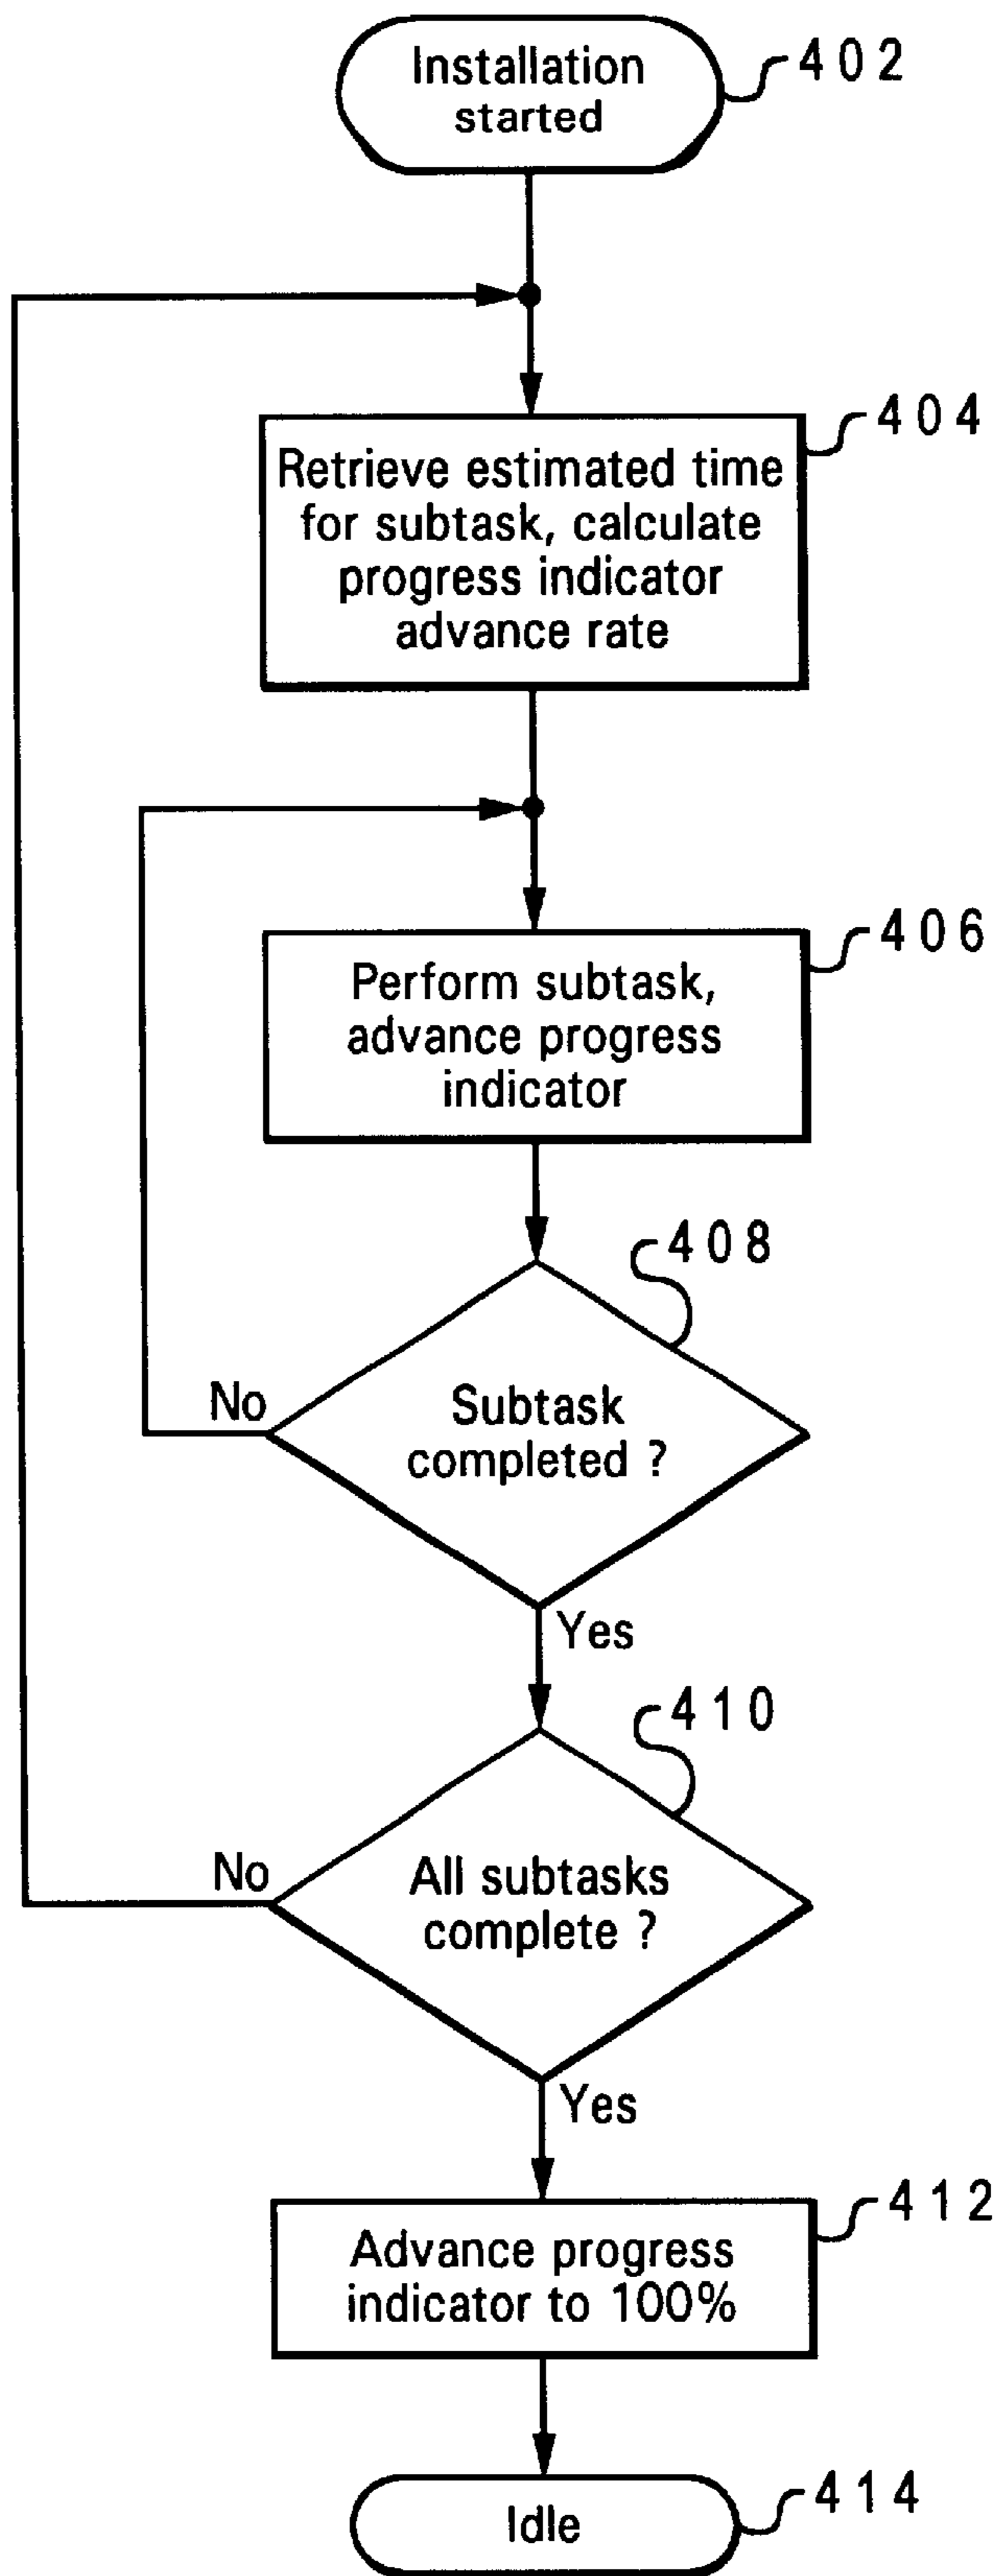 Installation
started
402
404
Retrieve estimated time
for subtask, calculate
progress indicator
advance rate
406
Perform subtask,
advance progress
indicator
408
No
Subtask
completed ?
Yes
410
No
All subtasks
complete ?
Yes
412
Advance progress
indicator to 100%
414
Idle